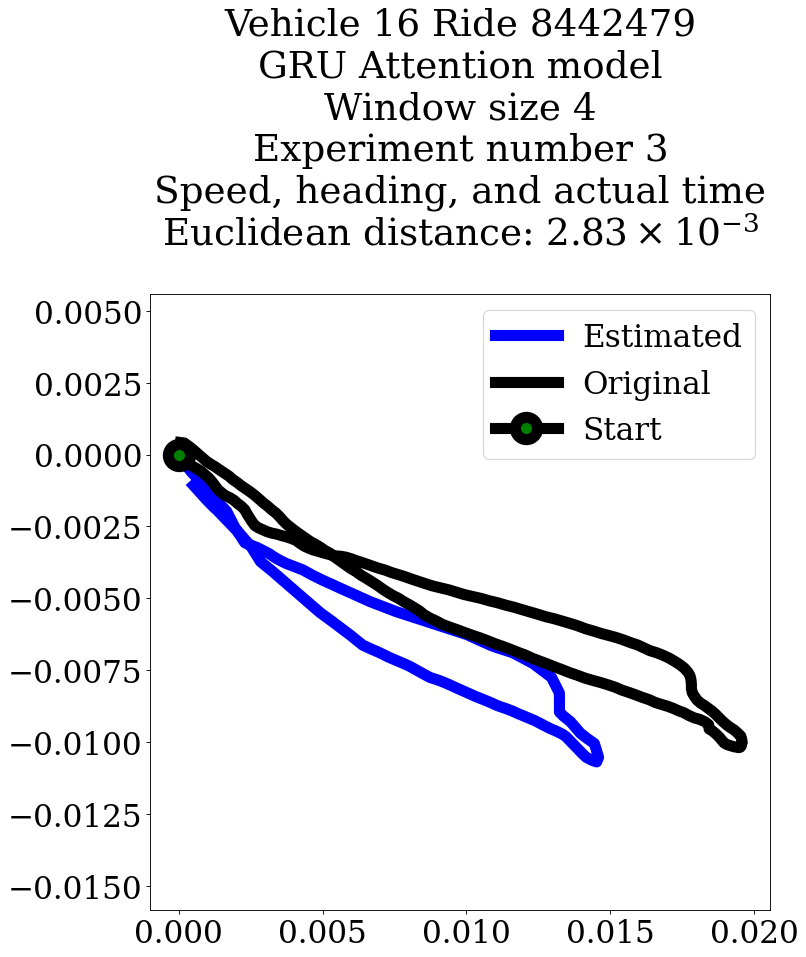 Vehicle 16 Ride 8442479
GRU Attention model
Window size 4
Experiment number 3
Speed, heading, and actual time
Euclidean distance: 2.83 × 10⁻³
Estimated
Original
Start
0.0050
0.0025
0.0000
−0.0025
−0.0050
−0.0075
−0.0100
−0.0125
−0.0150
0.000 0.005 0.010 0.015 0.020